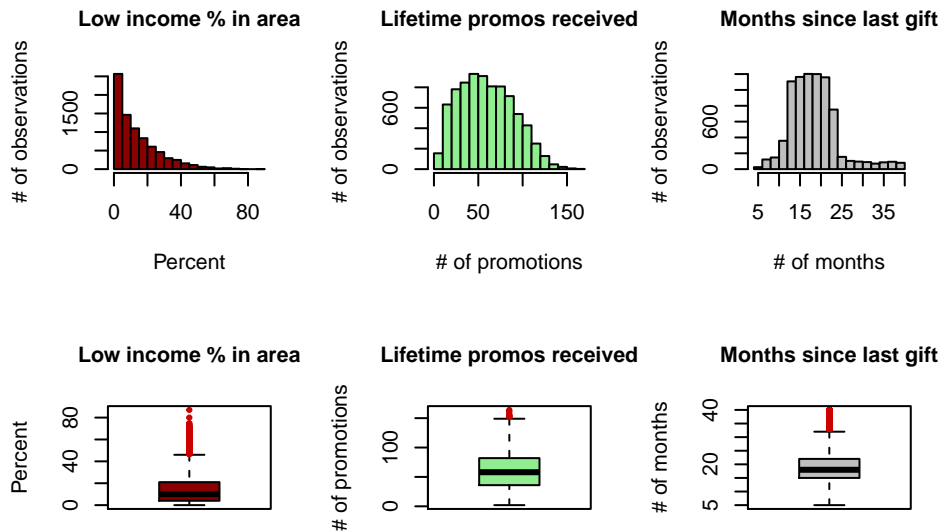 Low income % in area
# of observations
1500
0
0
40
80
Percent
Lifetime promos received
# of observations
600
0
0
50
150
# of promotions
Months since last gift
# of observations
600
0
5
15
25
35
# of months
Low income % in area
Percent
80
40
0
Lifetime promos received
# of promotions
100
0
Months since last gift
# of months
40
20
5